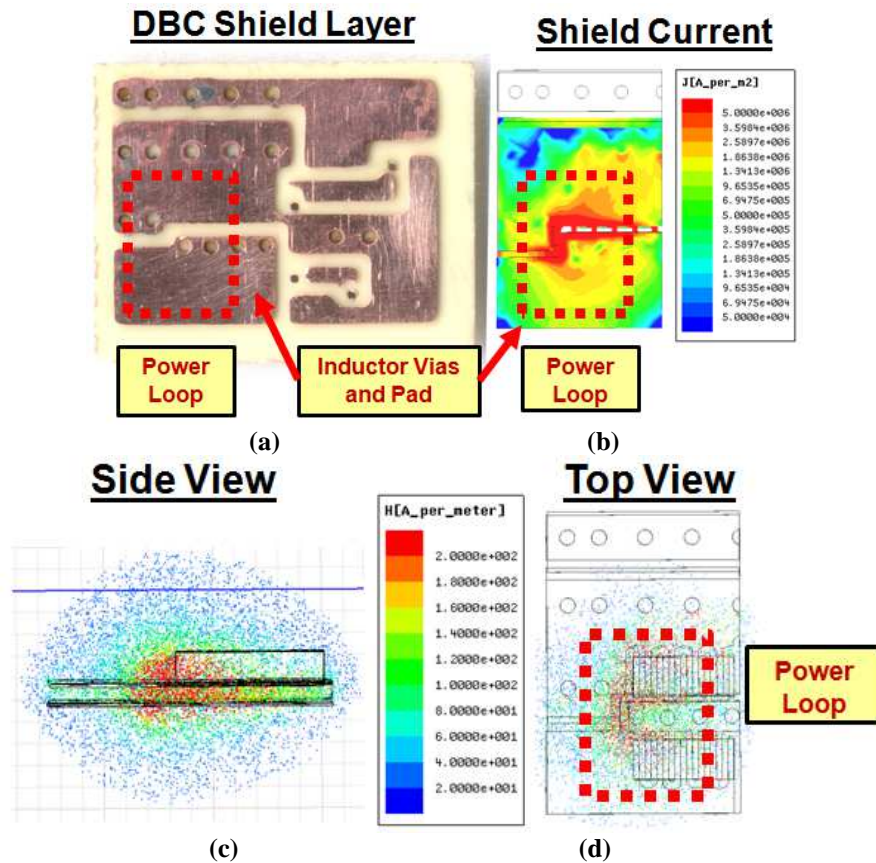 DBC Shield Layer
Shield Current
J[A_per_m2]
5.0000e+006
3.5984e+006
2.5897e+006
1.8638e+006
1.3413e+006
9.6535e+005
6.9475e+005
5.0000e+005
3.5984e+005
2.5897e+005
1.8638e+005
1.3413e+005
9.6535e+004
6.9475e+004
5.0000e+004
Power
Loop
Inductor Vias
and Pad
Power
Loop
(a)
(b)
Side View
Top View
H[A_per_meter]
2.0000e+002
1.8000e+002
1.6000e+002
1.4000e+002
1.2000e+002
1.0000e+002
8.0000e+001
6.0000e+001
4.0000e+001
2.0000e+001
Power
Loop
(c)
(d)